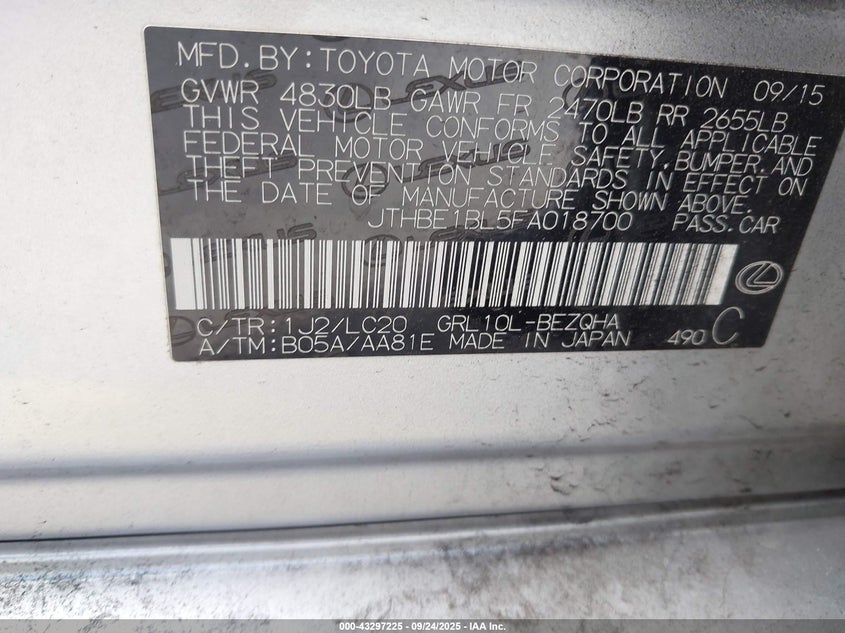 MFD. BY: TOYOTA MOTOR CORPORATION 09/15
GVWR 4830LB GAWR FR 2470LB RR 2655LB
THIS VEHICLE CONFORMS TO ALL APPLICABLE
FEDERAL MOTOR VEHICLE SAFETY, BUMPER, AND
THEFT PREVENTION STANDARDS IN EFFECT ON
THE DATE OF MANUFACTURE SHOWN ABOVE.
JTHBE1BL5FA018700 PASS. CAR
C/TR: 1J2/LC20 GRL10L-BEZQHA
A/TM: B05A/AA81E MADE IN JAPAN 490 C
000-43297225 - 09/24/2025 - IAA Inc.